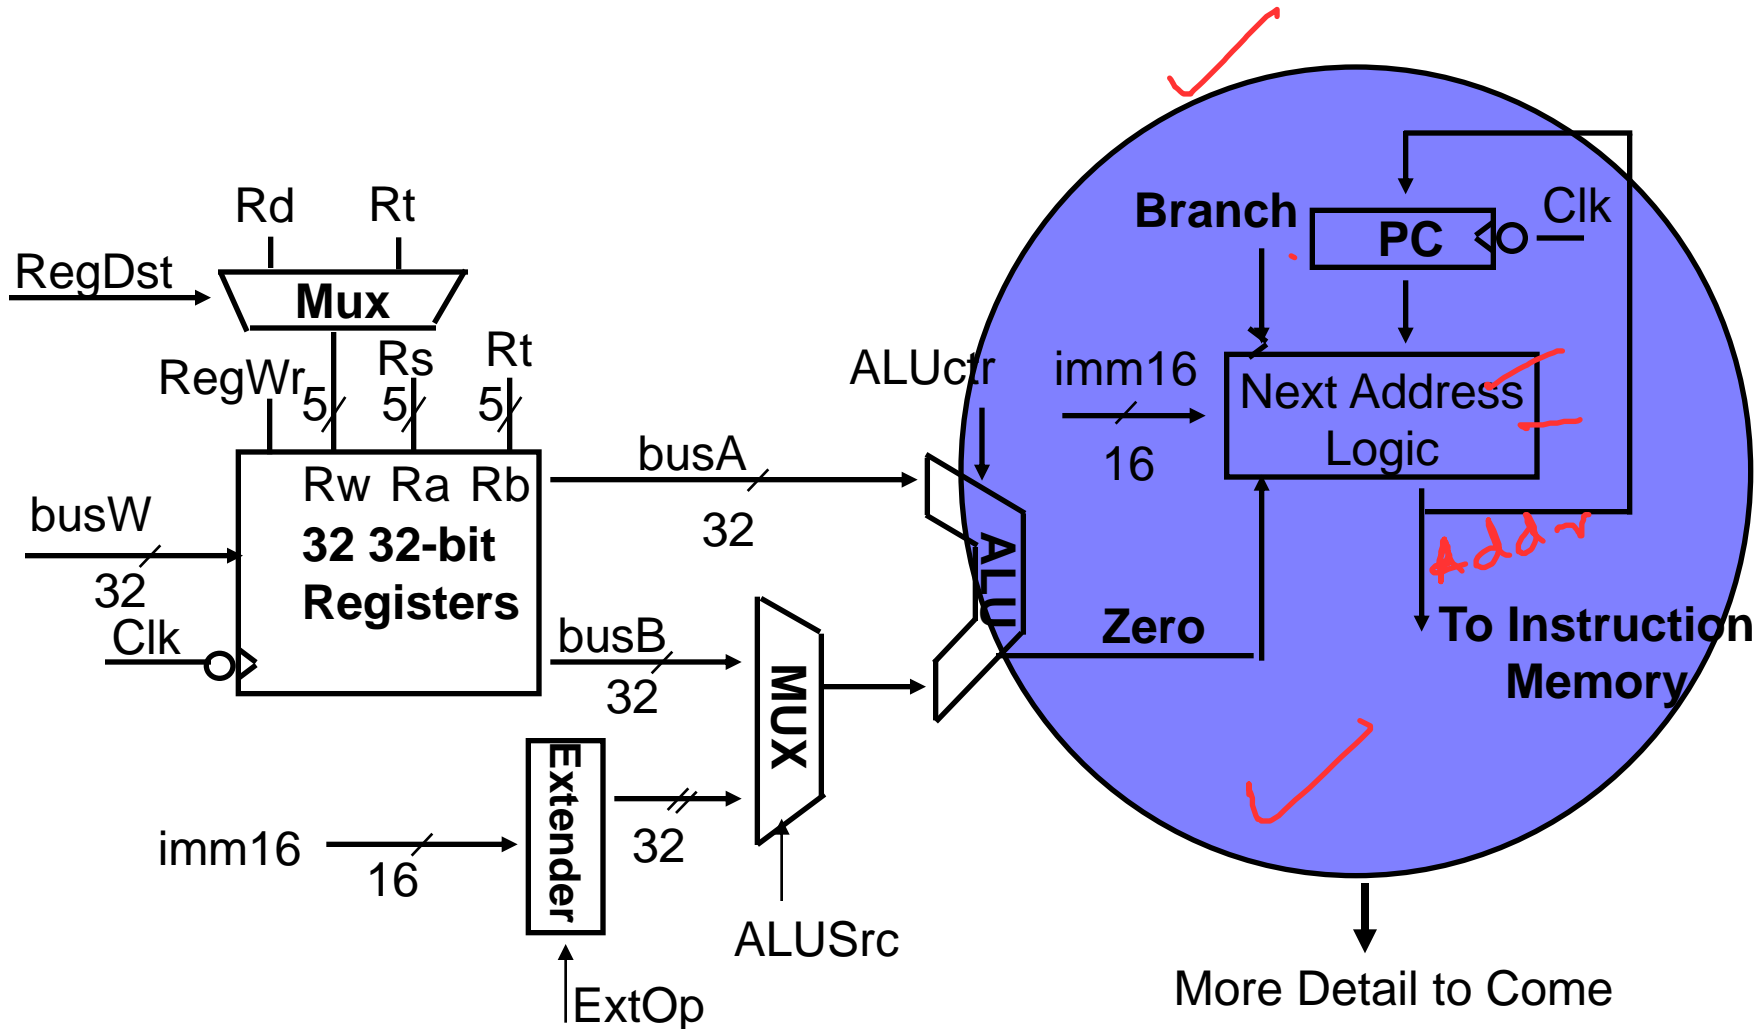 Rd Rt
RegDst
Mux
RegWr 5 Rs 5 Rt 5
Rw Ra Rb
32 32-bit
Registers
busW
32
Clk
busA
32
busB
32
MUX
ALUSrc
imm16
16
Extender
32
ExtOp
ALUctr
ALU
Zero
Branch
PC
Clk
imm16
16
Next Address
Logic
Addr
To Instruction
Memory
More Detail to Come